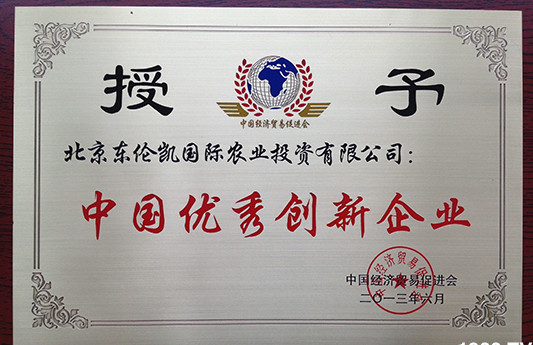 授 予
中国经济贸易促进会
北京东伦凯国际农业投资有限公司：
中国优秀创新企业
中国经济贸易促进会
二〇一三年六月